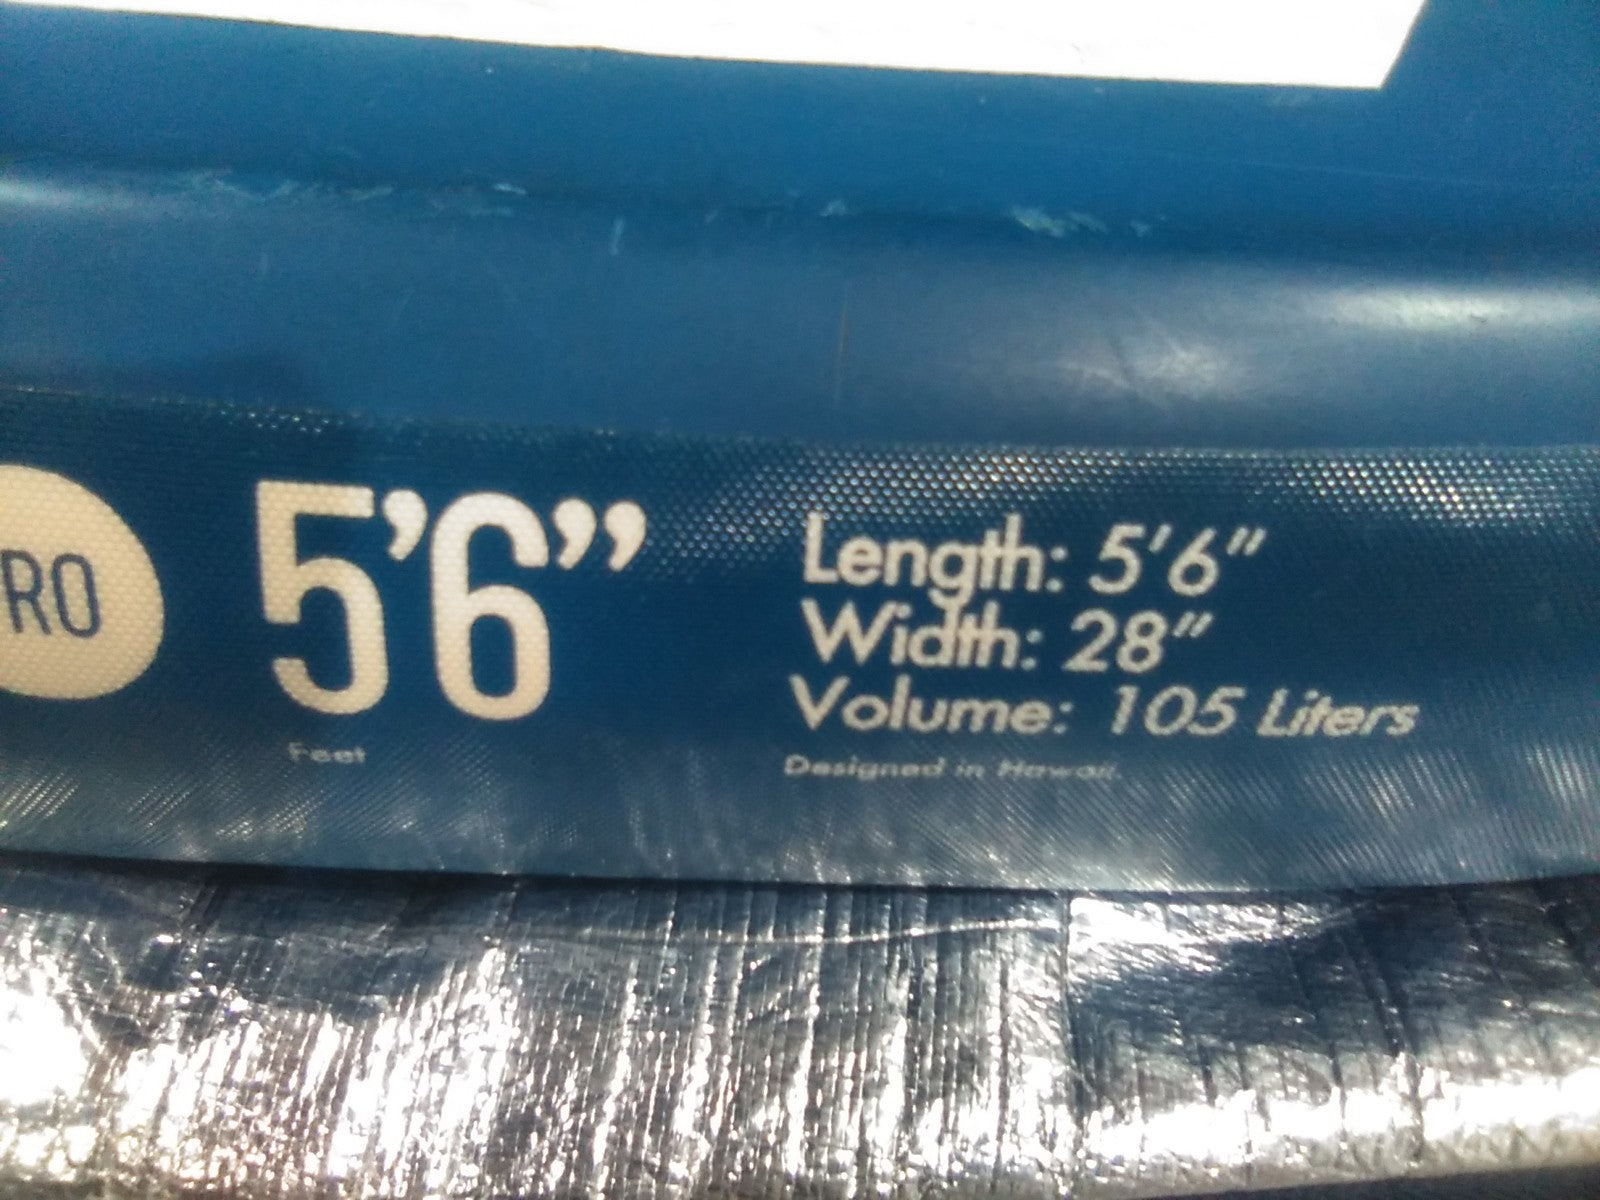 RO
5’6’’
Feet
Length: 5'6"
Width: 28"
Volume: 105 Liters
Designed in Hawaii.